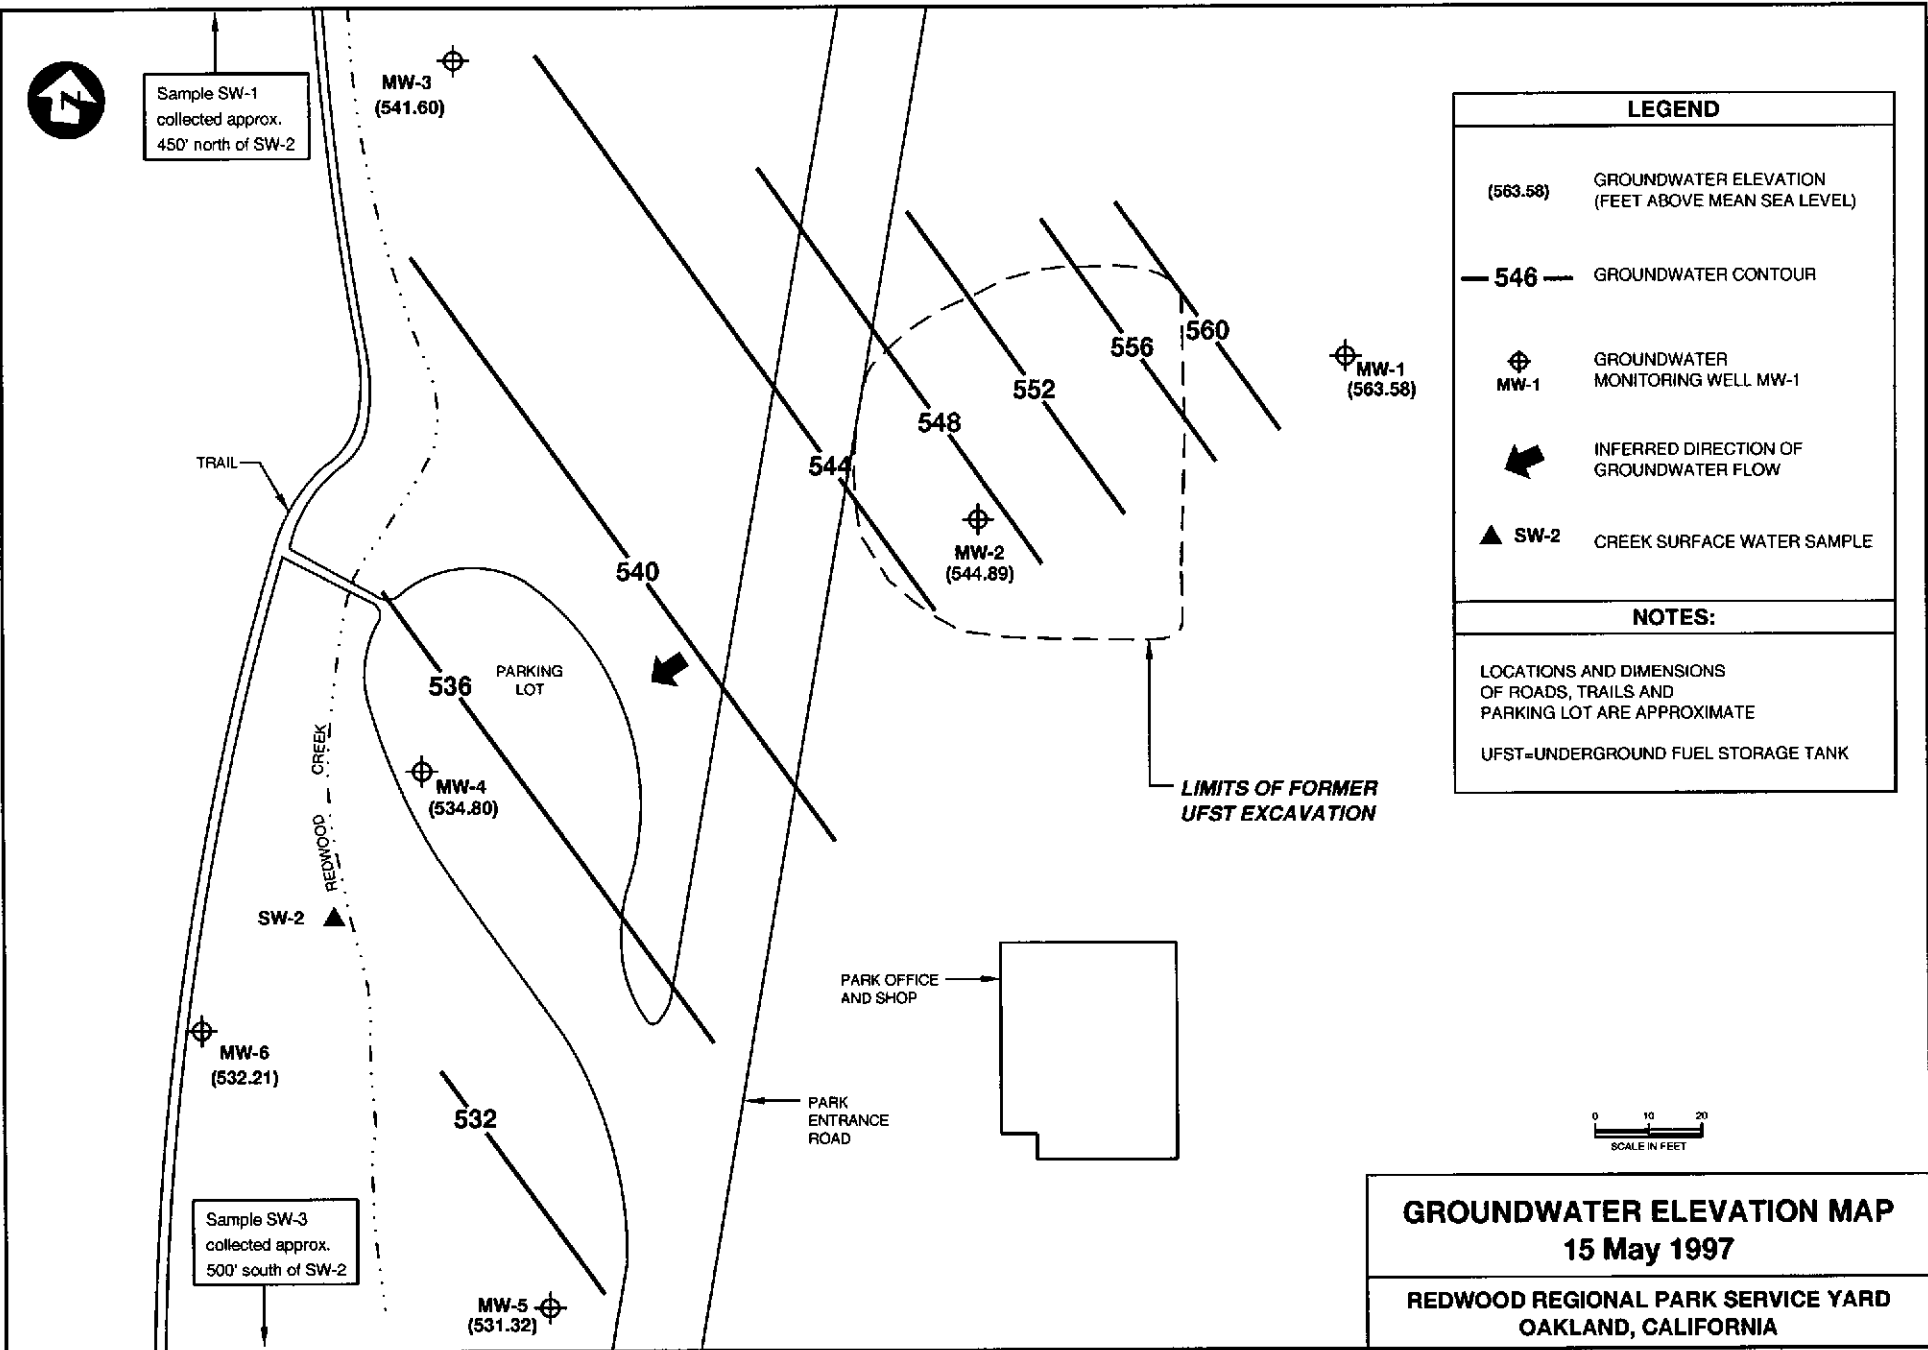 Sample SW-1
collected approx.
450' north of SW-2
MW-3
(541.60)
TRAIL
544
548
552
556
560
540
536
532
MW-1
(563.58)
MW-2
(544.89)
PARKING
LOT
REDWOOD CREEK
MW-4
(534.80)
SW-2
MW-6
(532.21)
LIMITS OF FORMER
UFST EXCAVATION
PARK OFFICE
AND SHOP
PARK
ENTRANCE
ROAD
Sample SW-3
collected approx.
500' south of SW-2
MW-5
(531.32)
LEGEND
(563.58) GROUNDWATER ELEVATION
(FEET ABOVE MEAN SEA LEVEL)
546 GROUNDWATER CONTOUR
MW-1
GROUNDWATER
MONITORING WELL MW-1
INFERRED DIRECTION OF
GROUNDWATER FLOW
SW-2 CREEK SURFACE WATER SAMPLE
NOTES:
LOCATIONS AND DIMENSIONS
OF ROADS, TRAILS AND
PARKING LOT ARE APPROXIMATE
UFST=UNDERGROUND FUEL STORAGE TANK
0 10 20
SCALE IN FEET
GROUNDWATER ELEVATION MAP
15 May 1997
REDWOOD REGIONAL PARK SERVICE YARD
OAKLAND, CALIFORNIA
Z